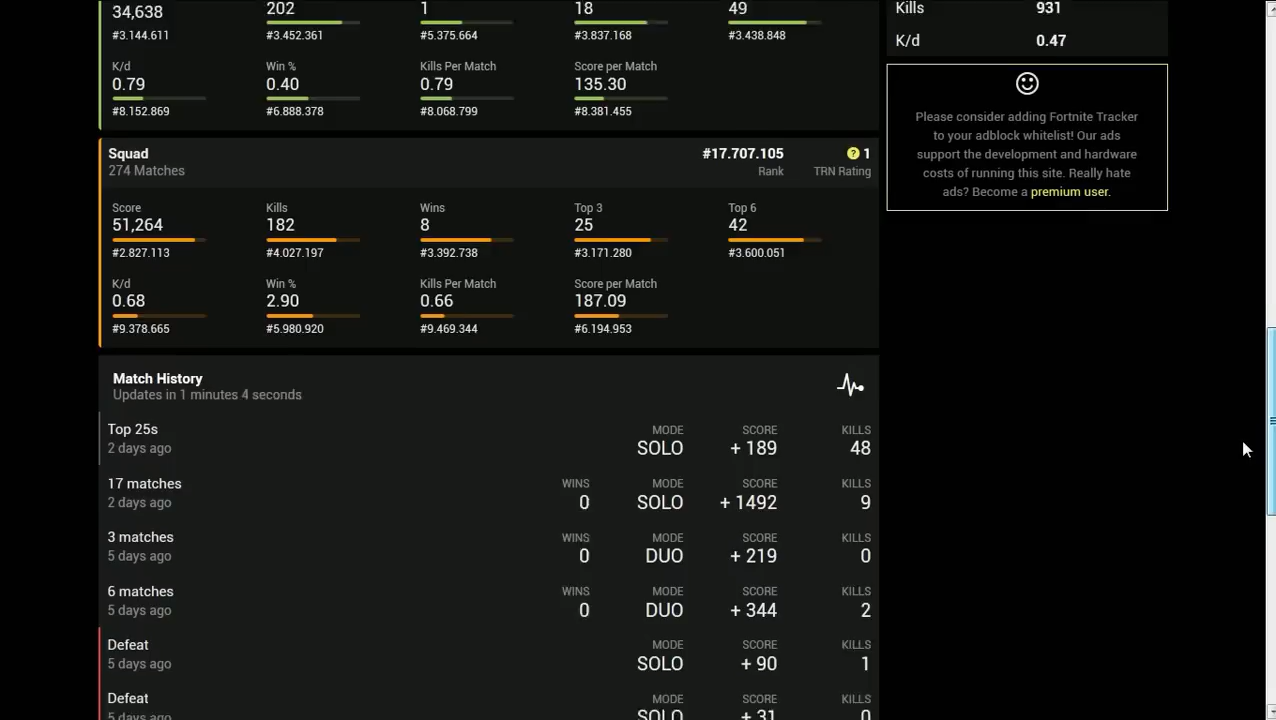 34,638
202
1
18
49
#3.144.611
#3.452.361
#5.375.664
#3.837.168
#3.438.848
K/d
Win %
Kills Per Match
Score per Match
0.79
0.40
0.79
135.30
#8.152.869
#6.888.378
#8.068.799
#8.381.455
Kills 931
K/d 0.47
Please consider adding Fortnite Tracker
to your adblock whitelist! Our ads
support the development and hardware
costs of running this site. Really hate
ads? Become a premium user.
Squad
274 Matches
#17.707.105
Rank
? 1
TRN Rating
Score
Kills
Wins
Top 3
Top 6
51,264
182
8
25
42
#2.827.113
#4.027.197
#3.392.738
#3.171.280
#3.600.051
K/d
Win %
Kills Per Match
Score per Match
0.68
2.90
0.66
187.09
#9.378.665
#5.980.920
#9.469.344
#6.194.953
Match History
Updates in 1 minutes 4 seconds
Top 25s
2 days ago
MODE SCORE KILLS
SOLO + 189 48
17 matches
2 days ago
WINS MODE SCORE KILLS
0 SOLO + 1492 9
3 matches
5 days ago
WINS MODE SCORE KILLS
0 DUO + 219 0
6 matches
5 days ago
WINS MODE SCORE KILLS
0 DUO + 344 2
Defeat
5 days ago
MODE SCORE KILLS
SOLO + 90 1
Defeat
5 days ago
MODE SCORE KILLS
SOLO + 31 0